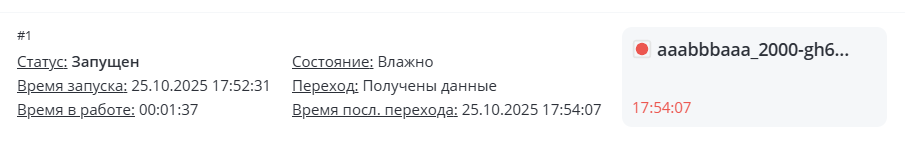 #1
Статус: Запущен
Время запуска: 25.10.2025 17:52:31
Время в работе: 00:01:37
Состояние: Влажно
Переход: Получены данные
Время посл. перехода: 25.10.2025 17:54:07
aaabbbaaa_2000-gh6...
17:54:07